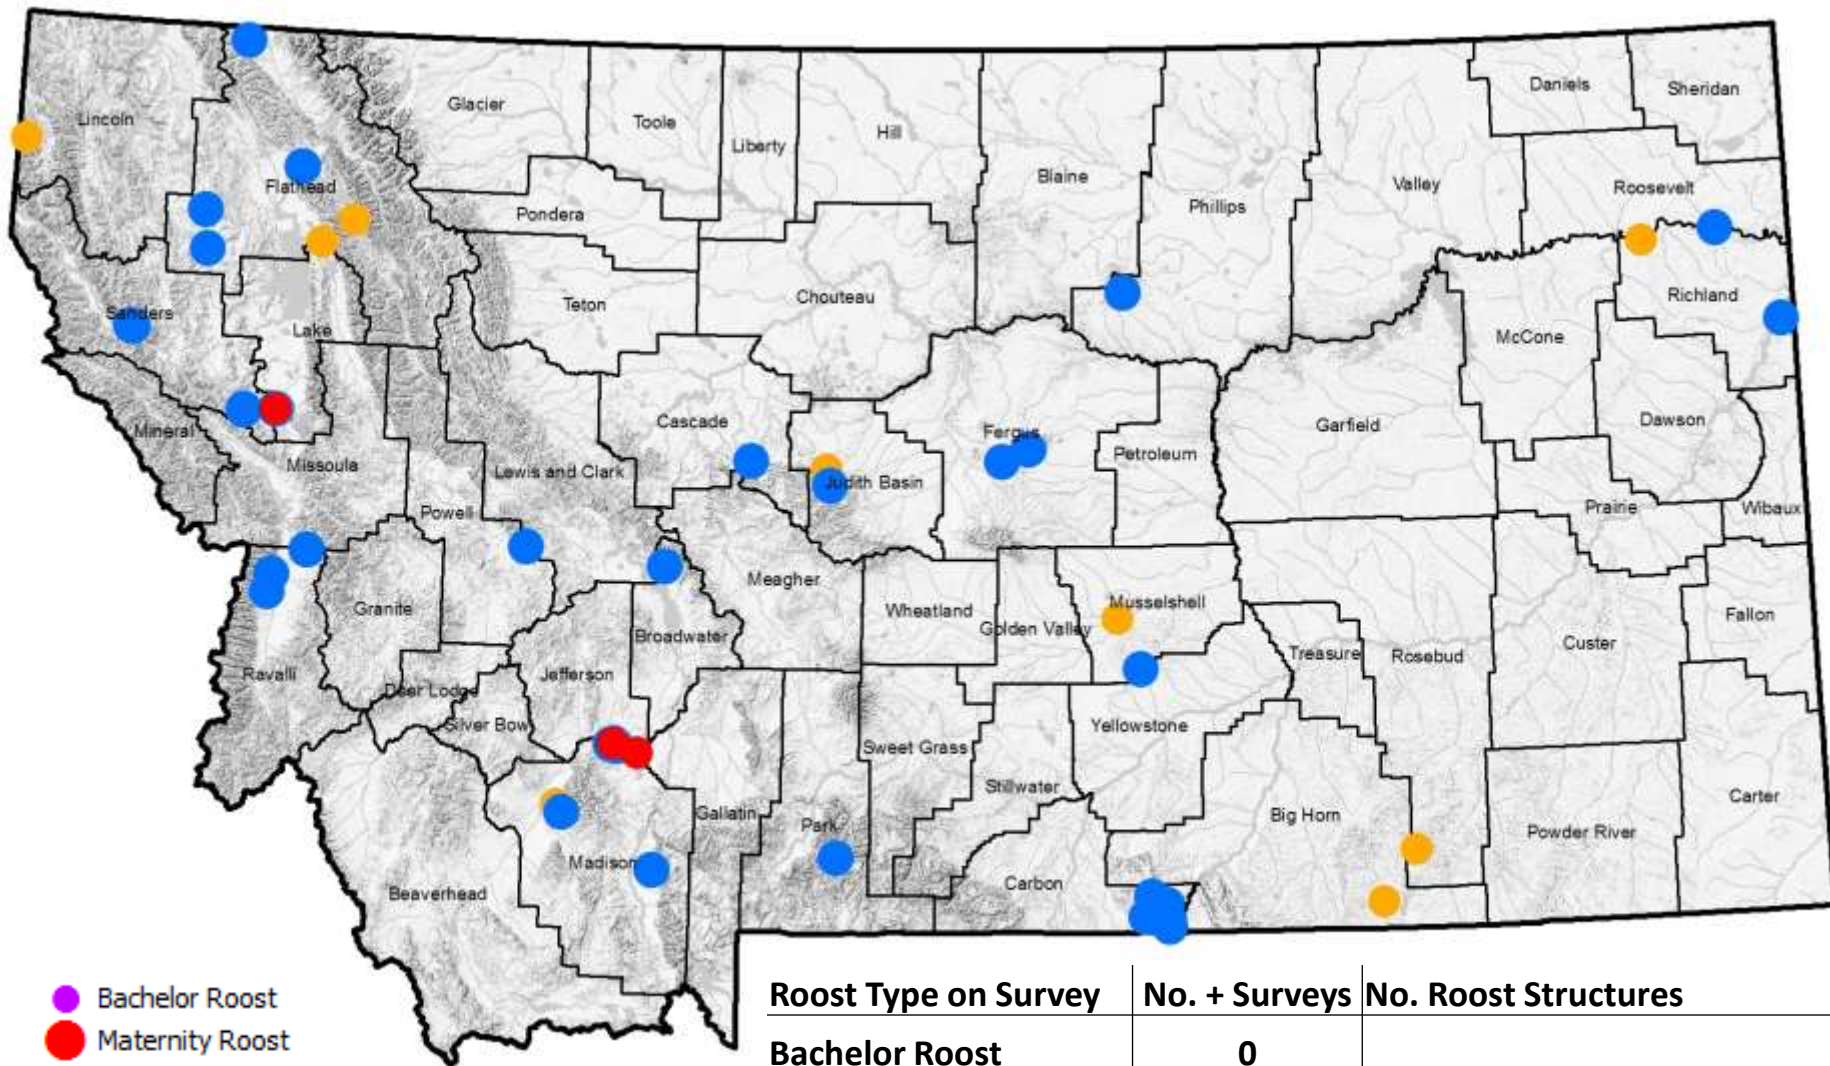 Glacier
Toole
Liberty
Hill
Blaine
Phillips
Valley
Daniels
Sheridan
Lincoln
Flathead
Pondera
Roosevelt
Sanders
Lake
Teton
Chouteau
Richland
McCone
Mineral
Missoula
Lewis and Clark
Cascade
Judith Basin
Fergus
Petroleum
Garfield
Dawson
Powell
Prairie
Wibaux
Granite
Meagher
Wheatland
Golden Valley
Musselshell
Broadwater
Ravalli
Deer Lodge
Jefferson
Silver Bow
Treasure
Rosebud
Custer
Fallon
Sweet Grass
Yellowstone
Stillwater
Big Horn
Powder River
Carter
Gallatin
Park
Madison
Beaverhead
Carbon
Bachelor Roost
Maternity Roost
Roost Type on Survey No. + Surveys No. Roost Structures
Bachelor Roost 0